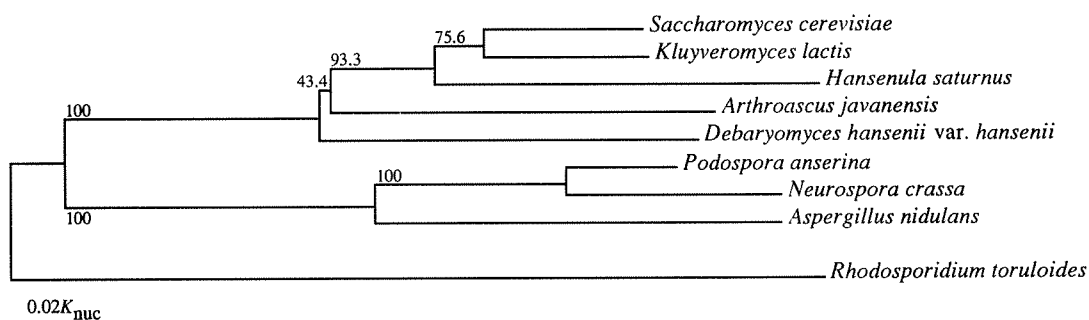 Saccharomyces cerevisiae
75.6
Kluyveromyces lactis
93.3
Hansenula saturnus
43.4
Arthroascus javanensis
100
Debaryomyces hansenii var. hansenii
Podospora anserina
100
Neurospora crassa
100
Aspergillus nidulans
Rhodosporidium toruloides
0.02Knuc